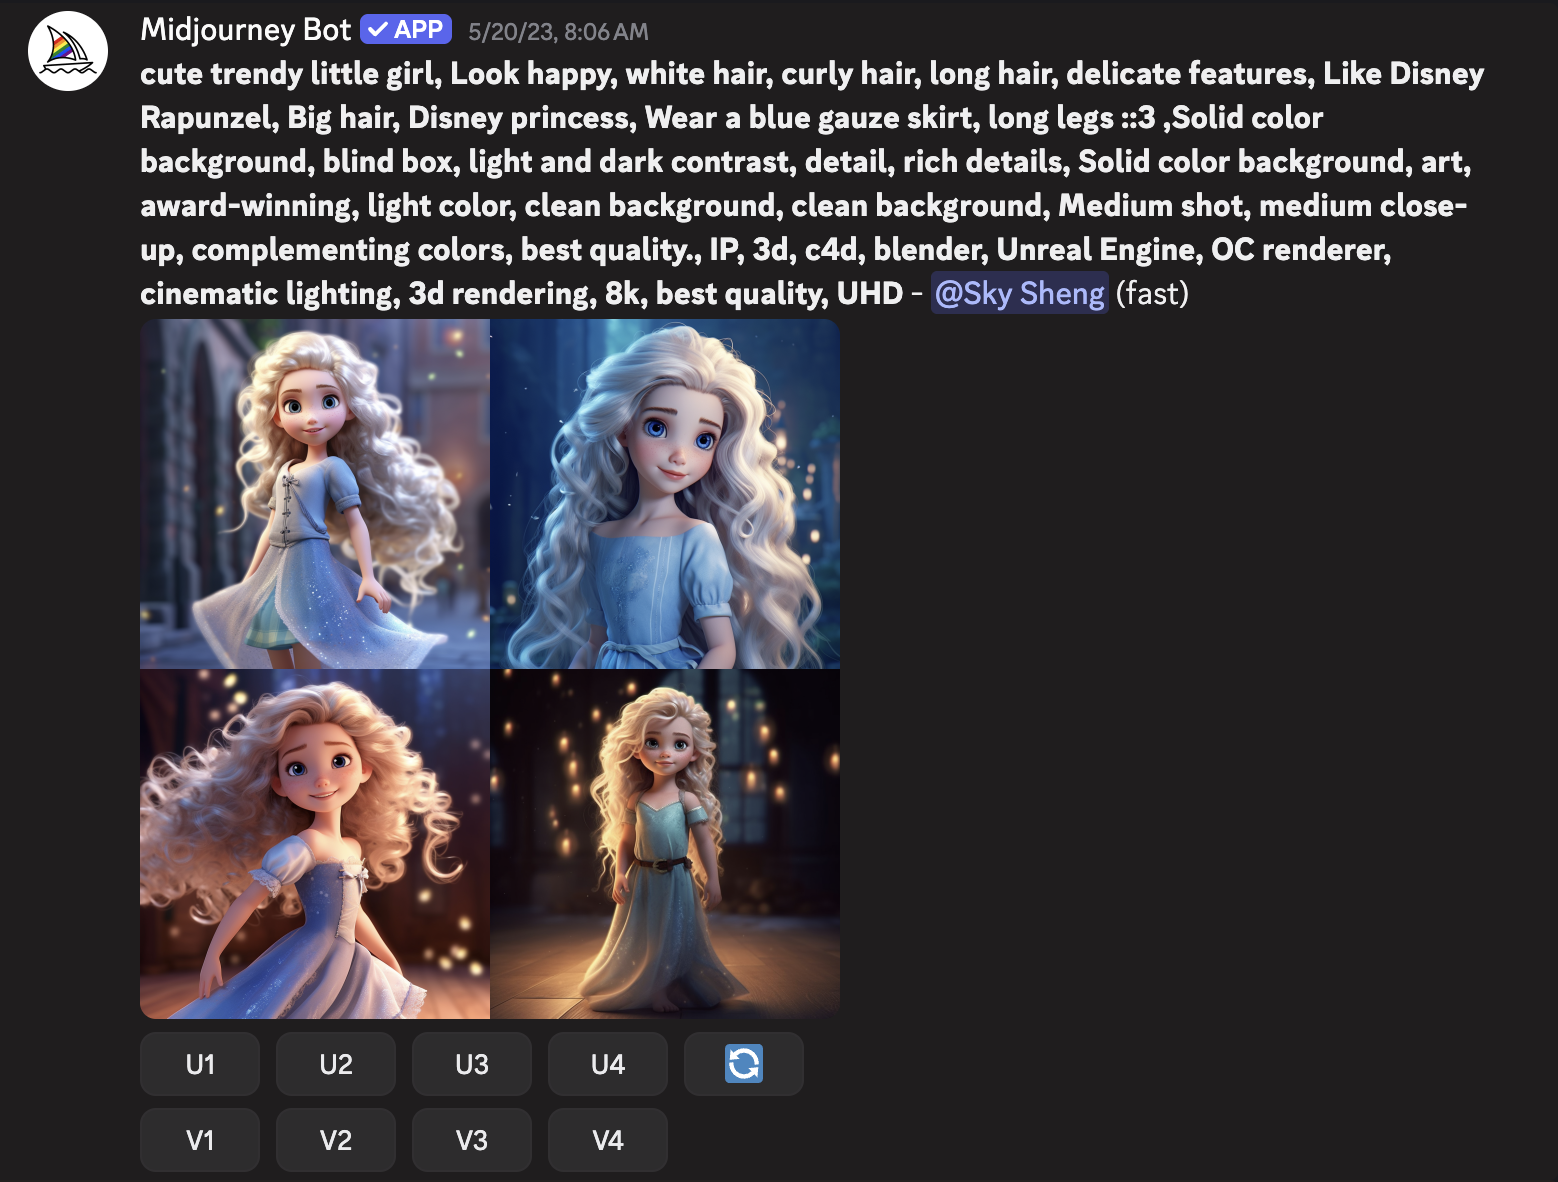 Midjourney Bot ✓ APP 5/20/23, 8:06 AM
cute trendy little girl, Look happy, white hair, curly hair, long hair, delicate features, Like Disney
Rapunzel, Big hair, Disney princess, Wear a blue gauze skirt, long legs ::3 ,Solid color
background, blind box, light and dark contrast, detail, rich details, Solid color background, art,
award-winning, light color, clean background, clean background, Medium shot, medium close-
up, complementing colors, best quality., IP, 3d, c4d, blender, Unreal Engine, OC renderer,
cinematic lighting, 3d rendering, 8k, best quality, UHD - @Sky Sheng (fast)
U1 U2 U3 U4
V1 V2 V3 V4